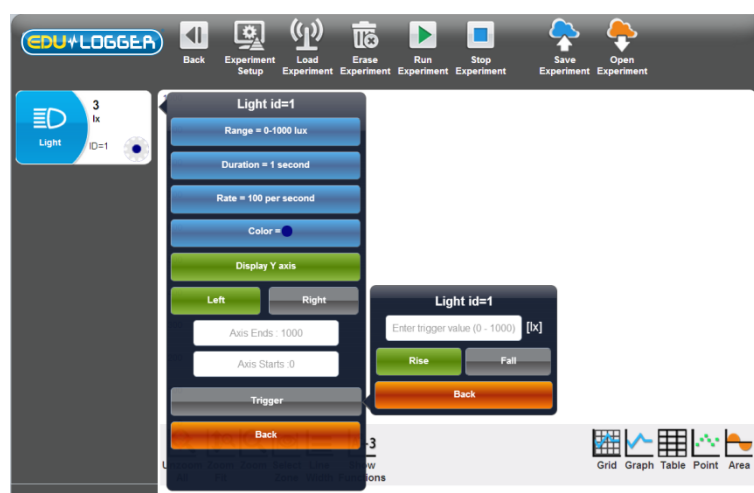 EDU LOGGER
Back
Experiment Setup
Load Experiment
Erase Experiment
Run Experiment
Stop Experiment
Save Experiment
Open Experiment
3
lx
Light
ID=1
Light id=1
Range = 0-1000 lux
Duration = 1 second
Rate = 100 per second
Color =
Display Y axis
Left
Right
Axis Ends : 1000
Axis Starts :0
Trigger
Back
Light id=1
Enter trigger value (0 - 1000)
[lx]
Rise
Fall
Back
Grid
Graph
Table
Point
Area